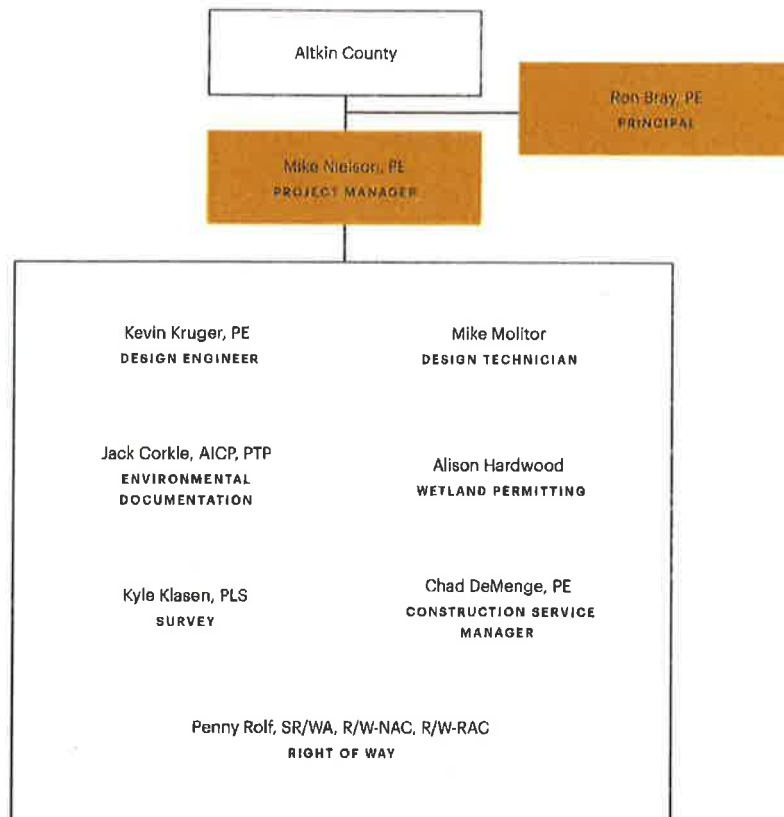 Altkin County
Ron Bray, PE
PRINCIPAL
Mike Nielson, PE
PROJECT MANAGER
Kevin Kruger, PE
DESIGN ENGINEER
Mike Molitor
DESIGN TECHNICIAN
Jack Corkle, AICP, PTP
ENVIRONMENTAL
DOCUMENTATION
Alison Hardwood
WETLAND PERMITTING
Kyle Klasen, PLS
SURVEY
Chad DeMenge, PE
CONSTRUCTION SERVICE
MANAGER
Penny Rolf, SR/WA, R/W-NAC, R/W-RAC
RIGHT OF WAY